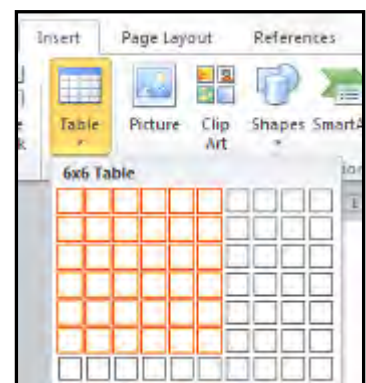 Insert Page Layout References
Table Picture Clip Shapes SmartA
Art
6x6 Table